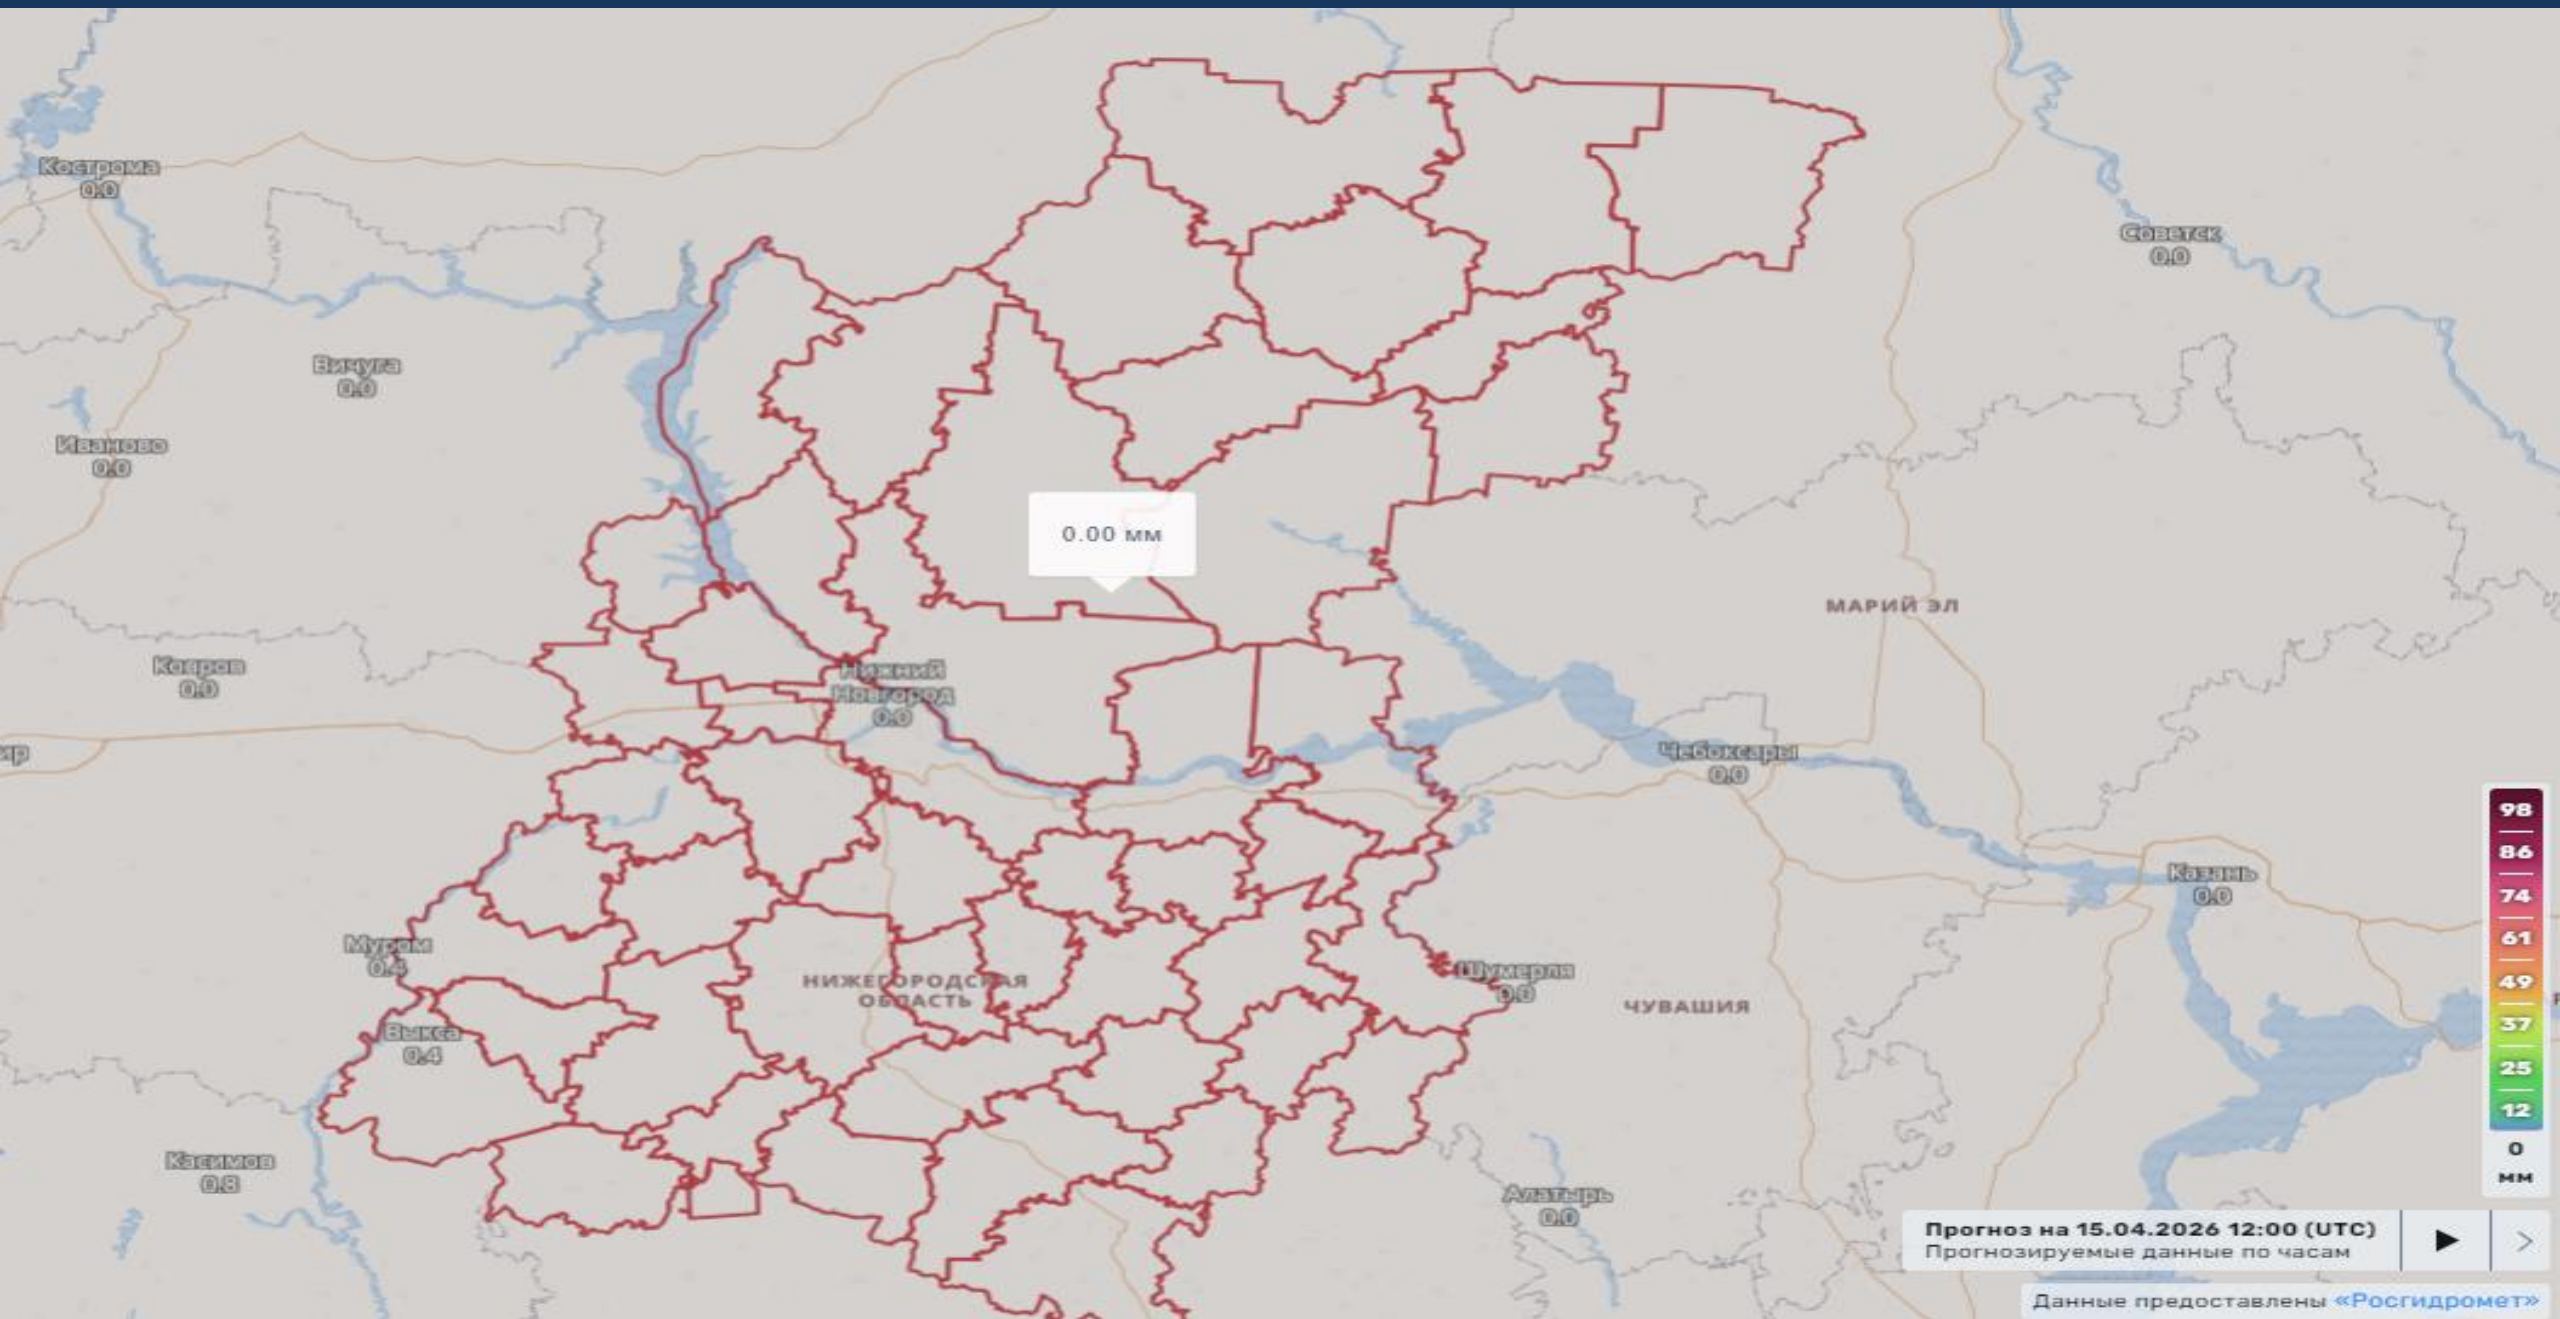 Кострома
0.0
Советск
0.0
Вичуга
0.0
Иваново
0.0
0.00 мм
МАРИЙ ЭЛ
Ковров
0.0
Нижний
Новгород
0.0
ир
Чебоксары
0.0
Казань
0.0
Муром
0.4
НИЖЕГОРОДСКАЯ
ОБЛАСТЬ
Шумерля
0.0
ЧУВАШИЯ
Выкса
0.4
Касимов
0.8
Алатырь
0.0
98
86
74
61
49
37
25
12
0
мм
Прогноз на 15.04.2026 12:00 (UTC)
Прогнозируемые данные по часам
Данные предоставлены «Росгидромет»